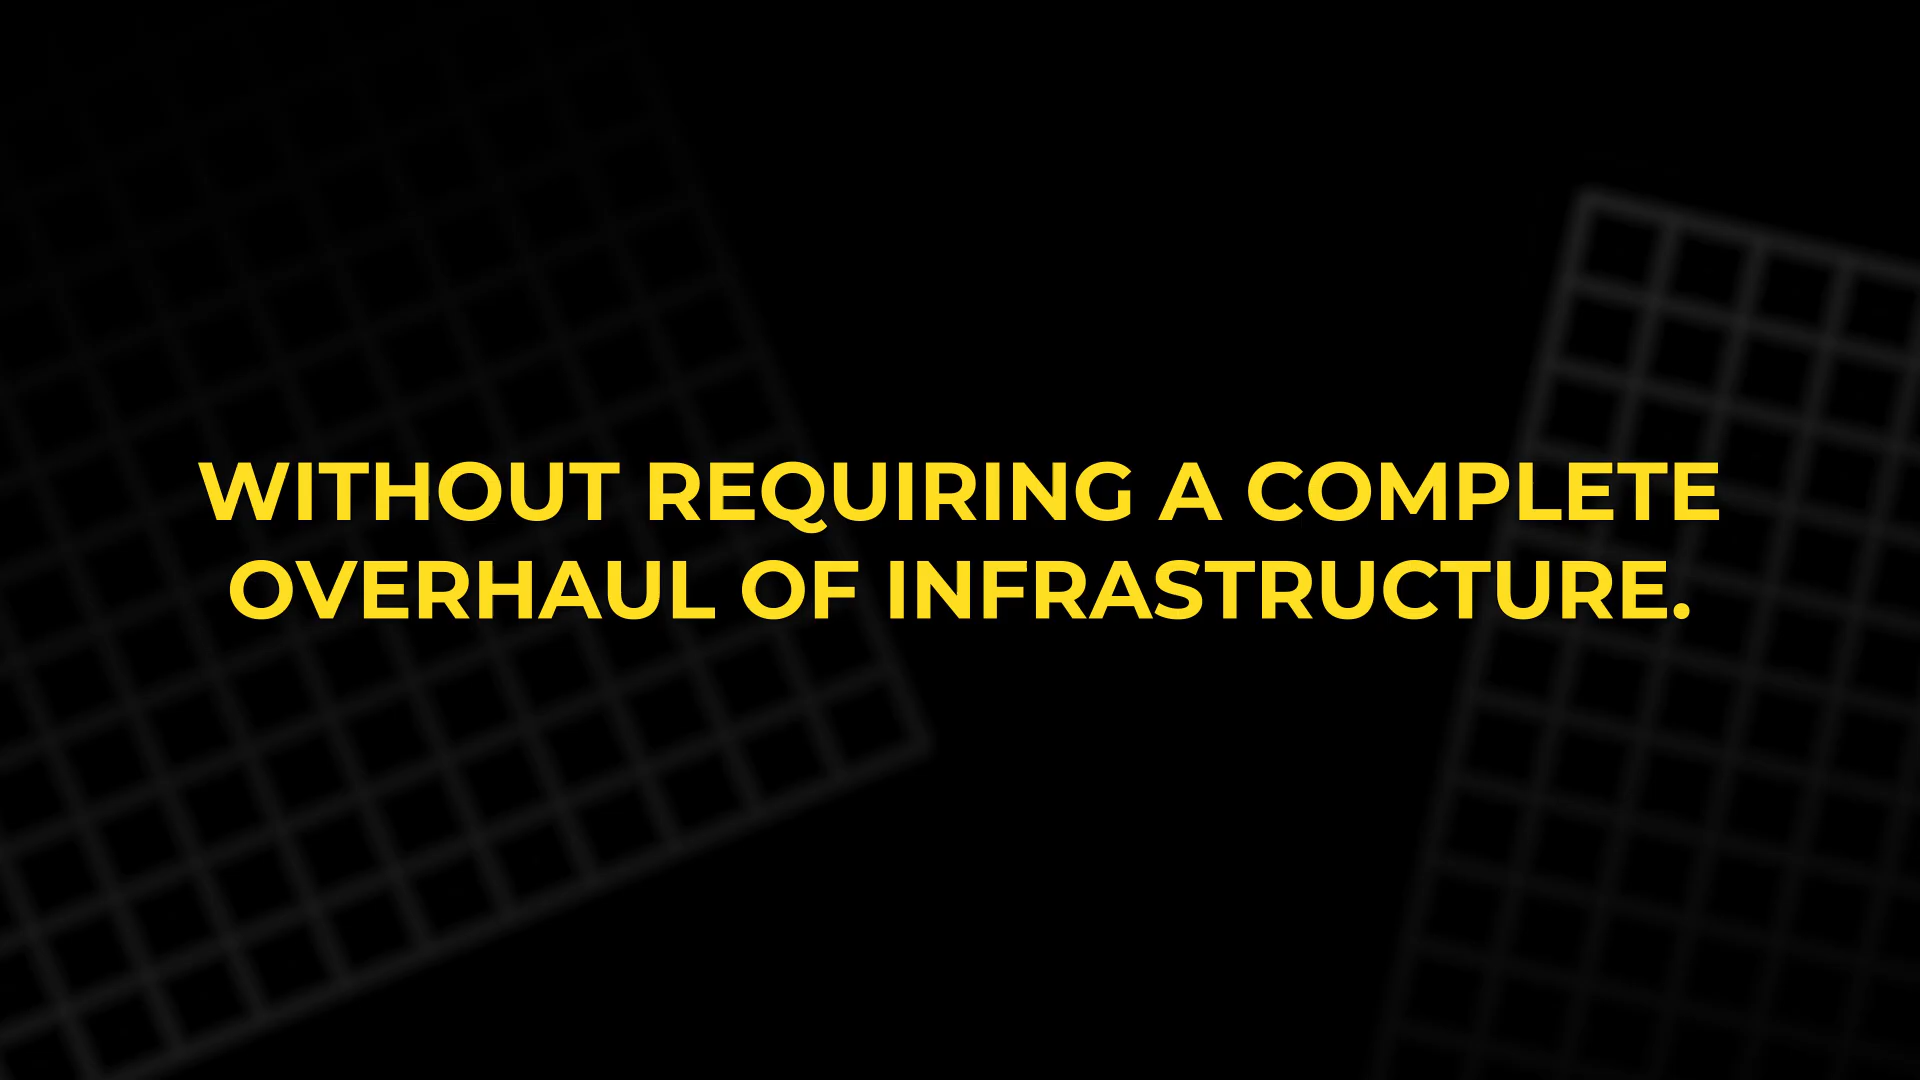 WITHOUT REQUIRING A COMPLETE
OVERHAUL OF INFRASTRUCTURE.